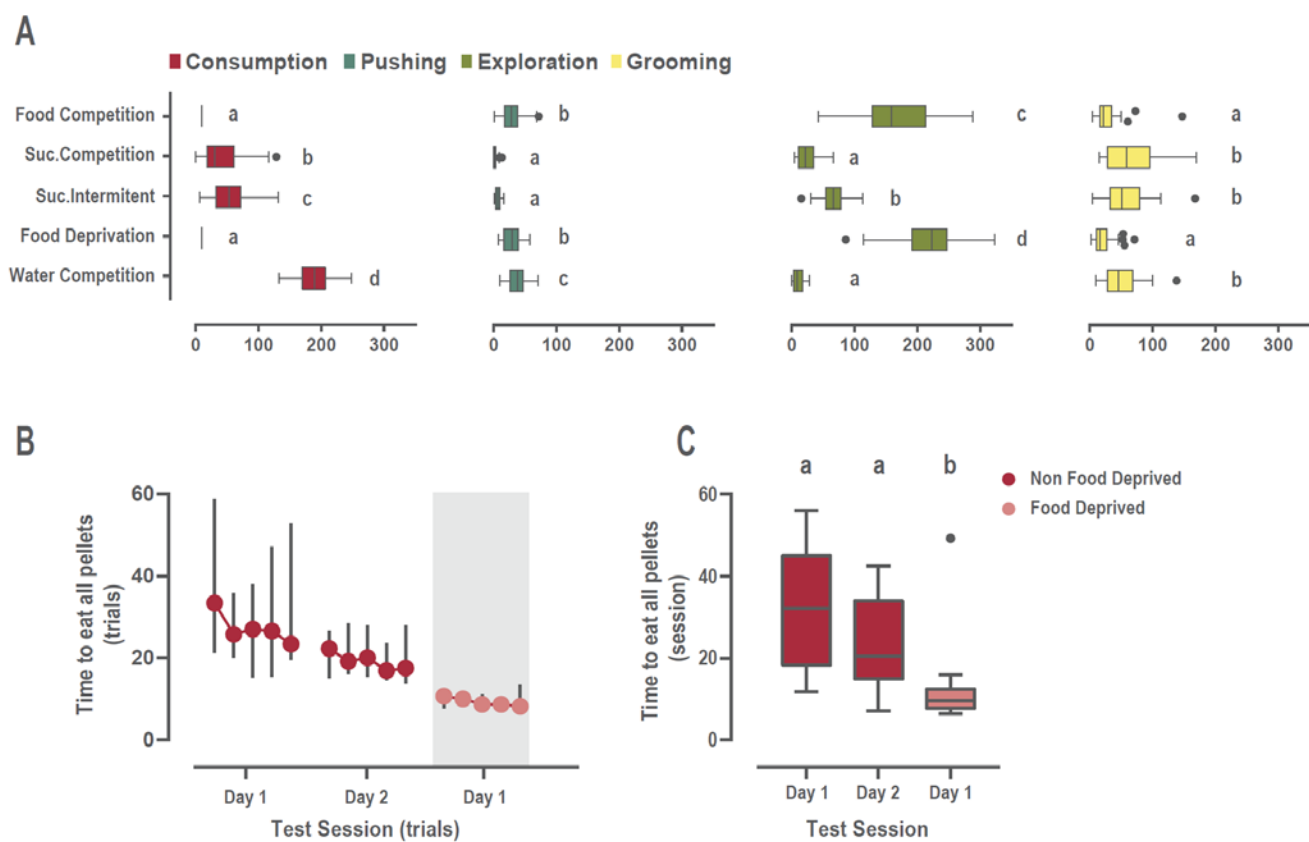 A
Consumption Pushing Exploration Grooming
Food Competition a b c a
Suc.Competition b a a b
Suc.Intermitent c a b b
Food Deprivation a b d a
Water Competition d c a b
0 100 200 300 0 100 200 300 0 100 200 300 0 100 200 300
B
Time to eat all pellets
(trials)
60
40
20
0
Day 1 Day 2 Day 1
Test Session (trials)
C
a a b
Non Food Deprived
Food Deprived
Time to eat all pellets
(session)
60
40
20
0
Day 1 Day 2 Day 1
Test Session